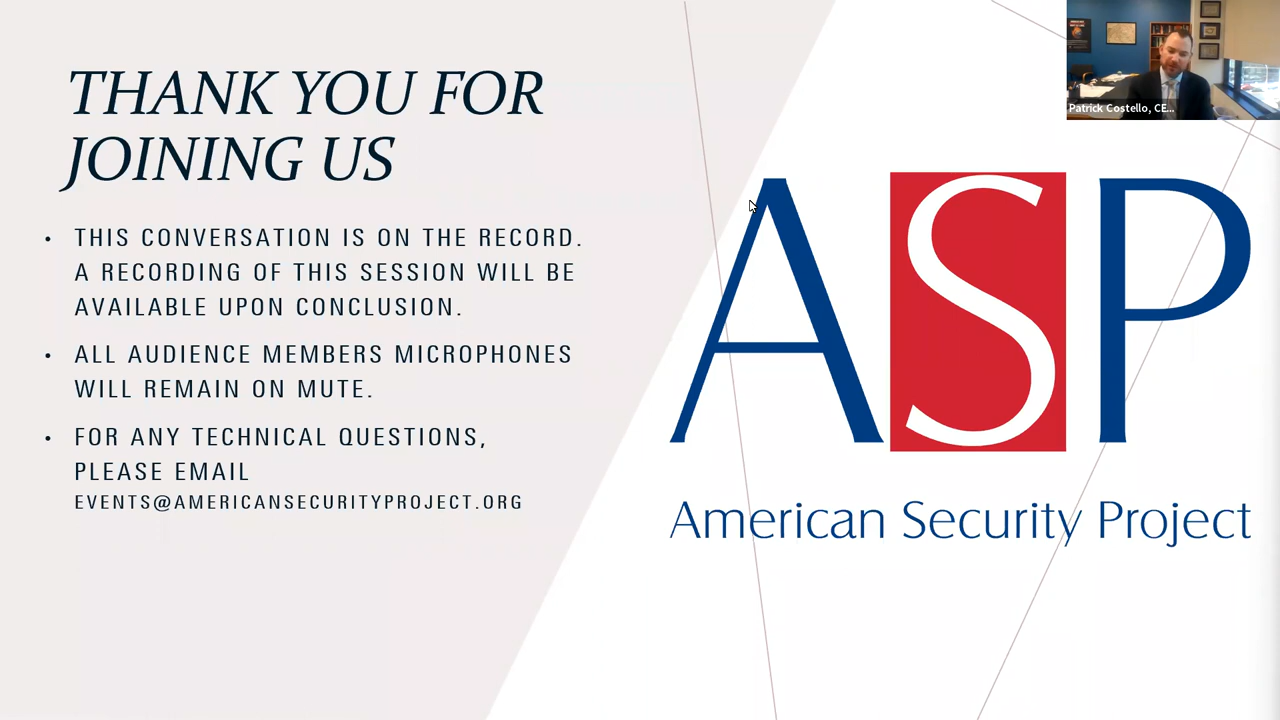 THANK YOU FOR
JOINING US
• THIS CONVERSATION IS ON THE RECORD.
A RECORDING OF THIS SESSION WILL BE
AVAILABLE UPON CONCLUSION.
• ALL AUDIENCE MEMBERS MICROPHONES
WILL REMAIN ON MUTE.
• FOR ANY TECHNICAL QUESTIONS,
PLEASE EMAIL
EVENTS@AMERICANSECURITYPROJECT.ORG
Patrick Costello, CE...
ASP
American Security Project